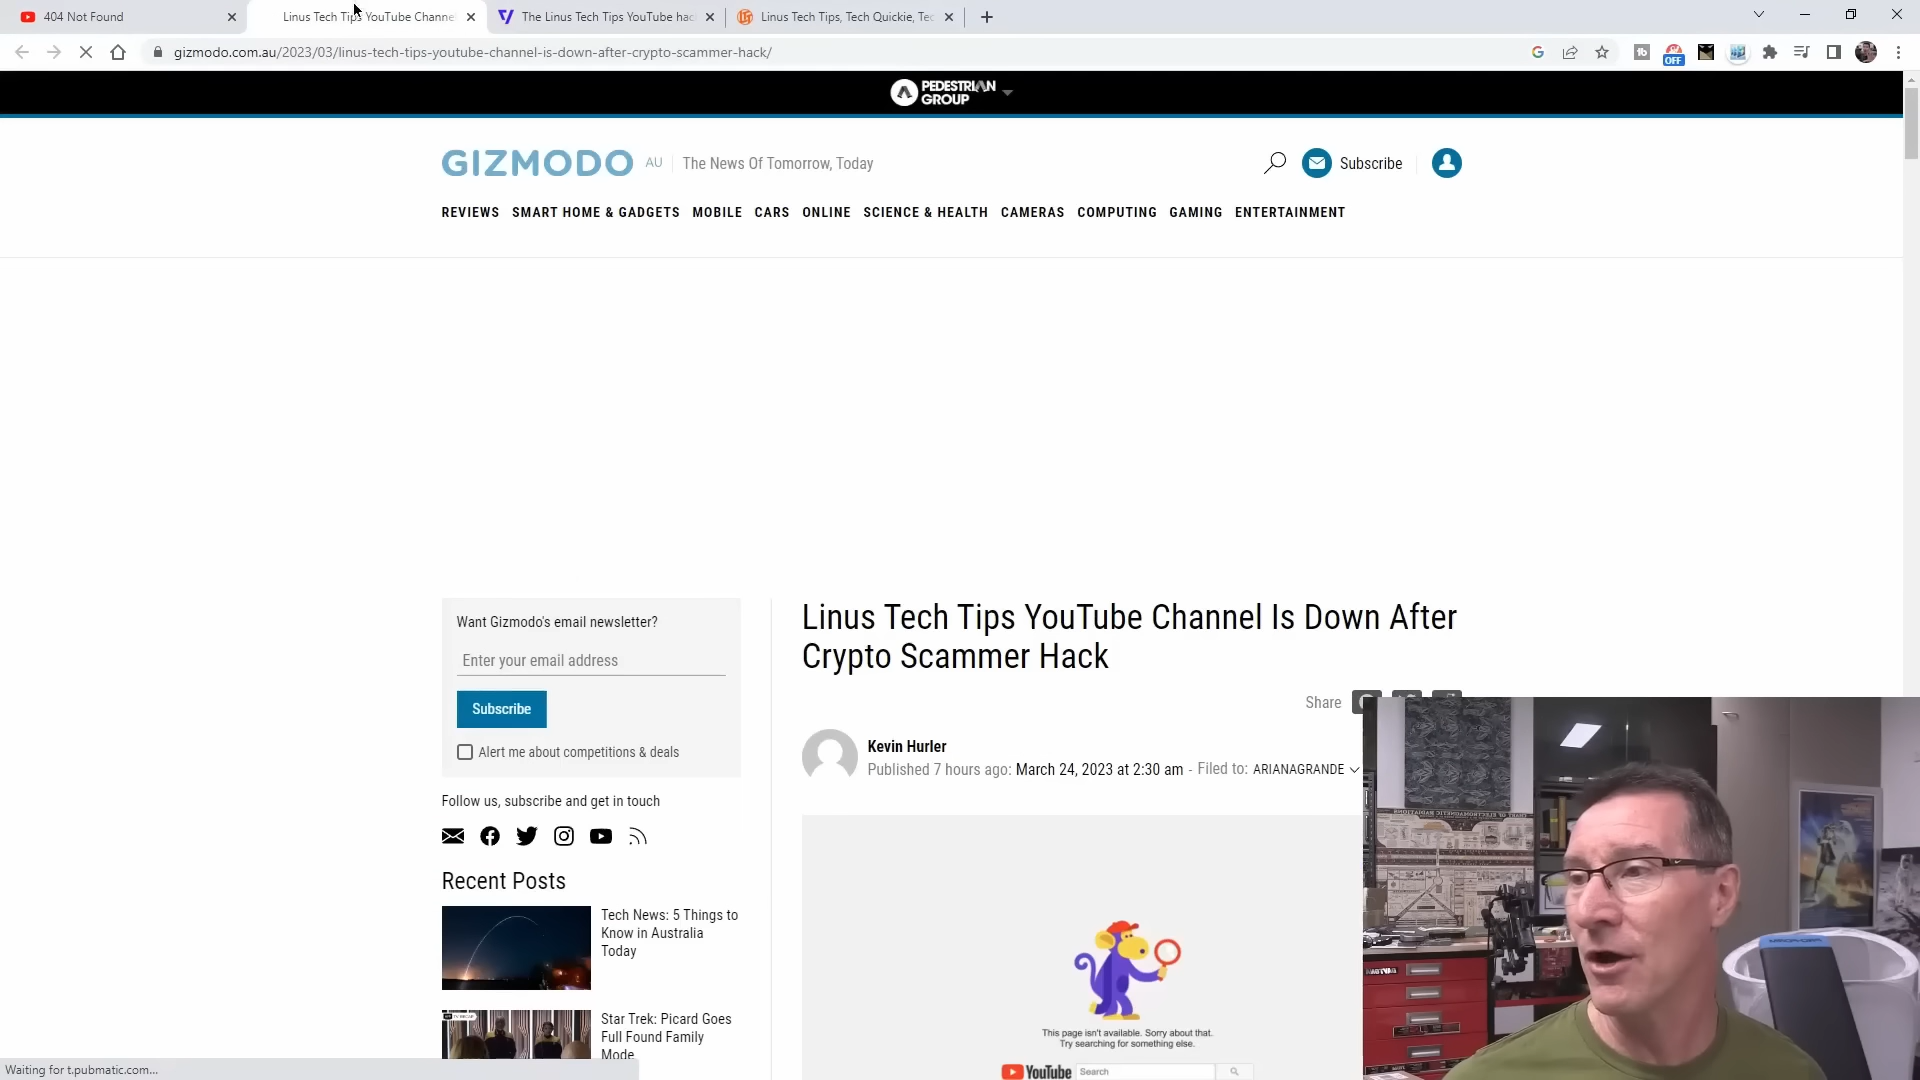 404 Not Found
Linus Tech Tips YouTube Channe
The Linus Tech Tips YouTube hac
Linus Tech Tips, Tech Quickie, Tec
gizmodo.com.au/2023/03/linus-tech-tips-youtube-channel-is-down-after-crypto-scammer-hack/
OFF
PEDESTRIAN
GROUP
GIZMODO AU The News Of Tomorrow, Today
Subscribe
REVIEWS SMART HOME & GADGETS MOBILE CARS ONLINE SCIENCE & HEALTH CAMERAS COMPUTING GAMING ENTERTAINMENT
Want Gizmodo's email newsletter?
Enter your email address
Subscribe
Alert me about competitions & deals
Follow us, subscribe and get in touch
Recent Posts
Tech News: 5 Things to
Know in Australia
Today
Star Trek: Picard Goes
Full Found Family
Mode
Linus Tech Tips YouTube Channel Is Down After
Crypto Scammer Hack
Share
Kevin Hurler
Published 7 hours ago: March 24, 2023 at 2:30 am - Filed to: ARIANAGRANDE
This page isn't available. Sorry about that.
Try searching for something else.
YouTube Search
Waiting for t.pubmatic.com...